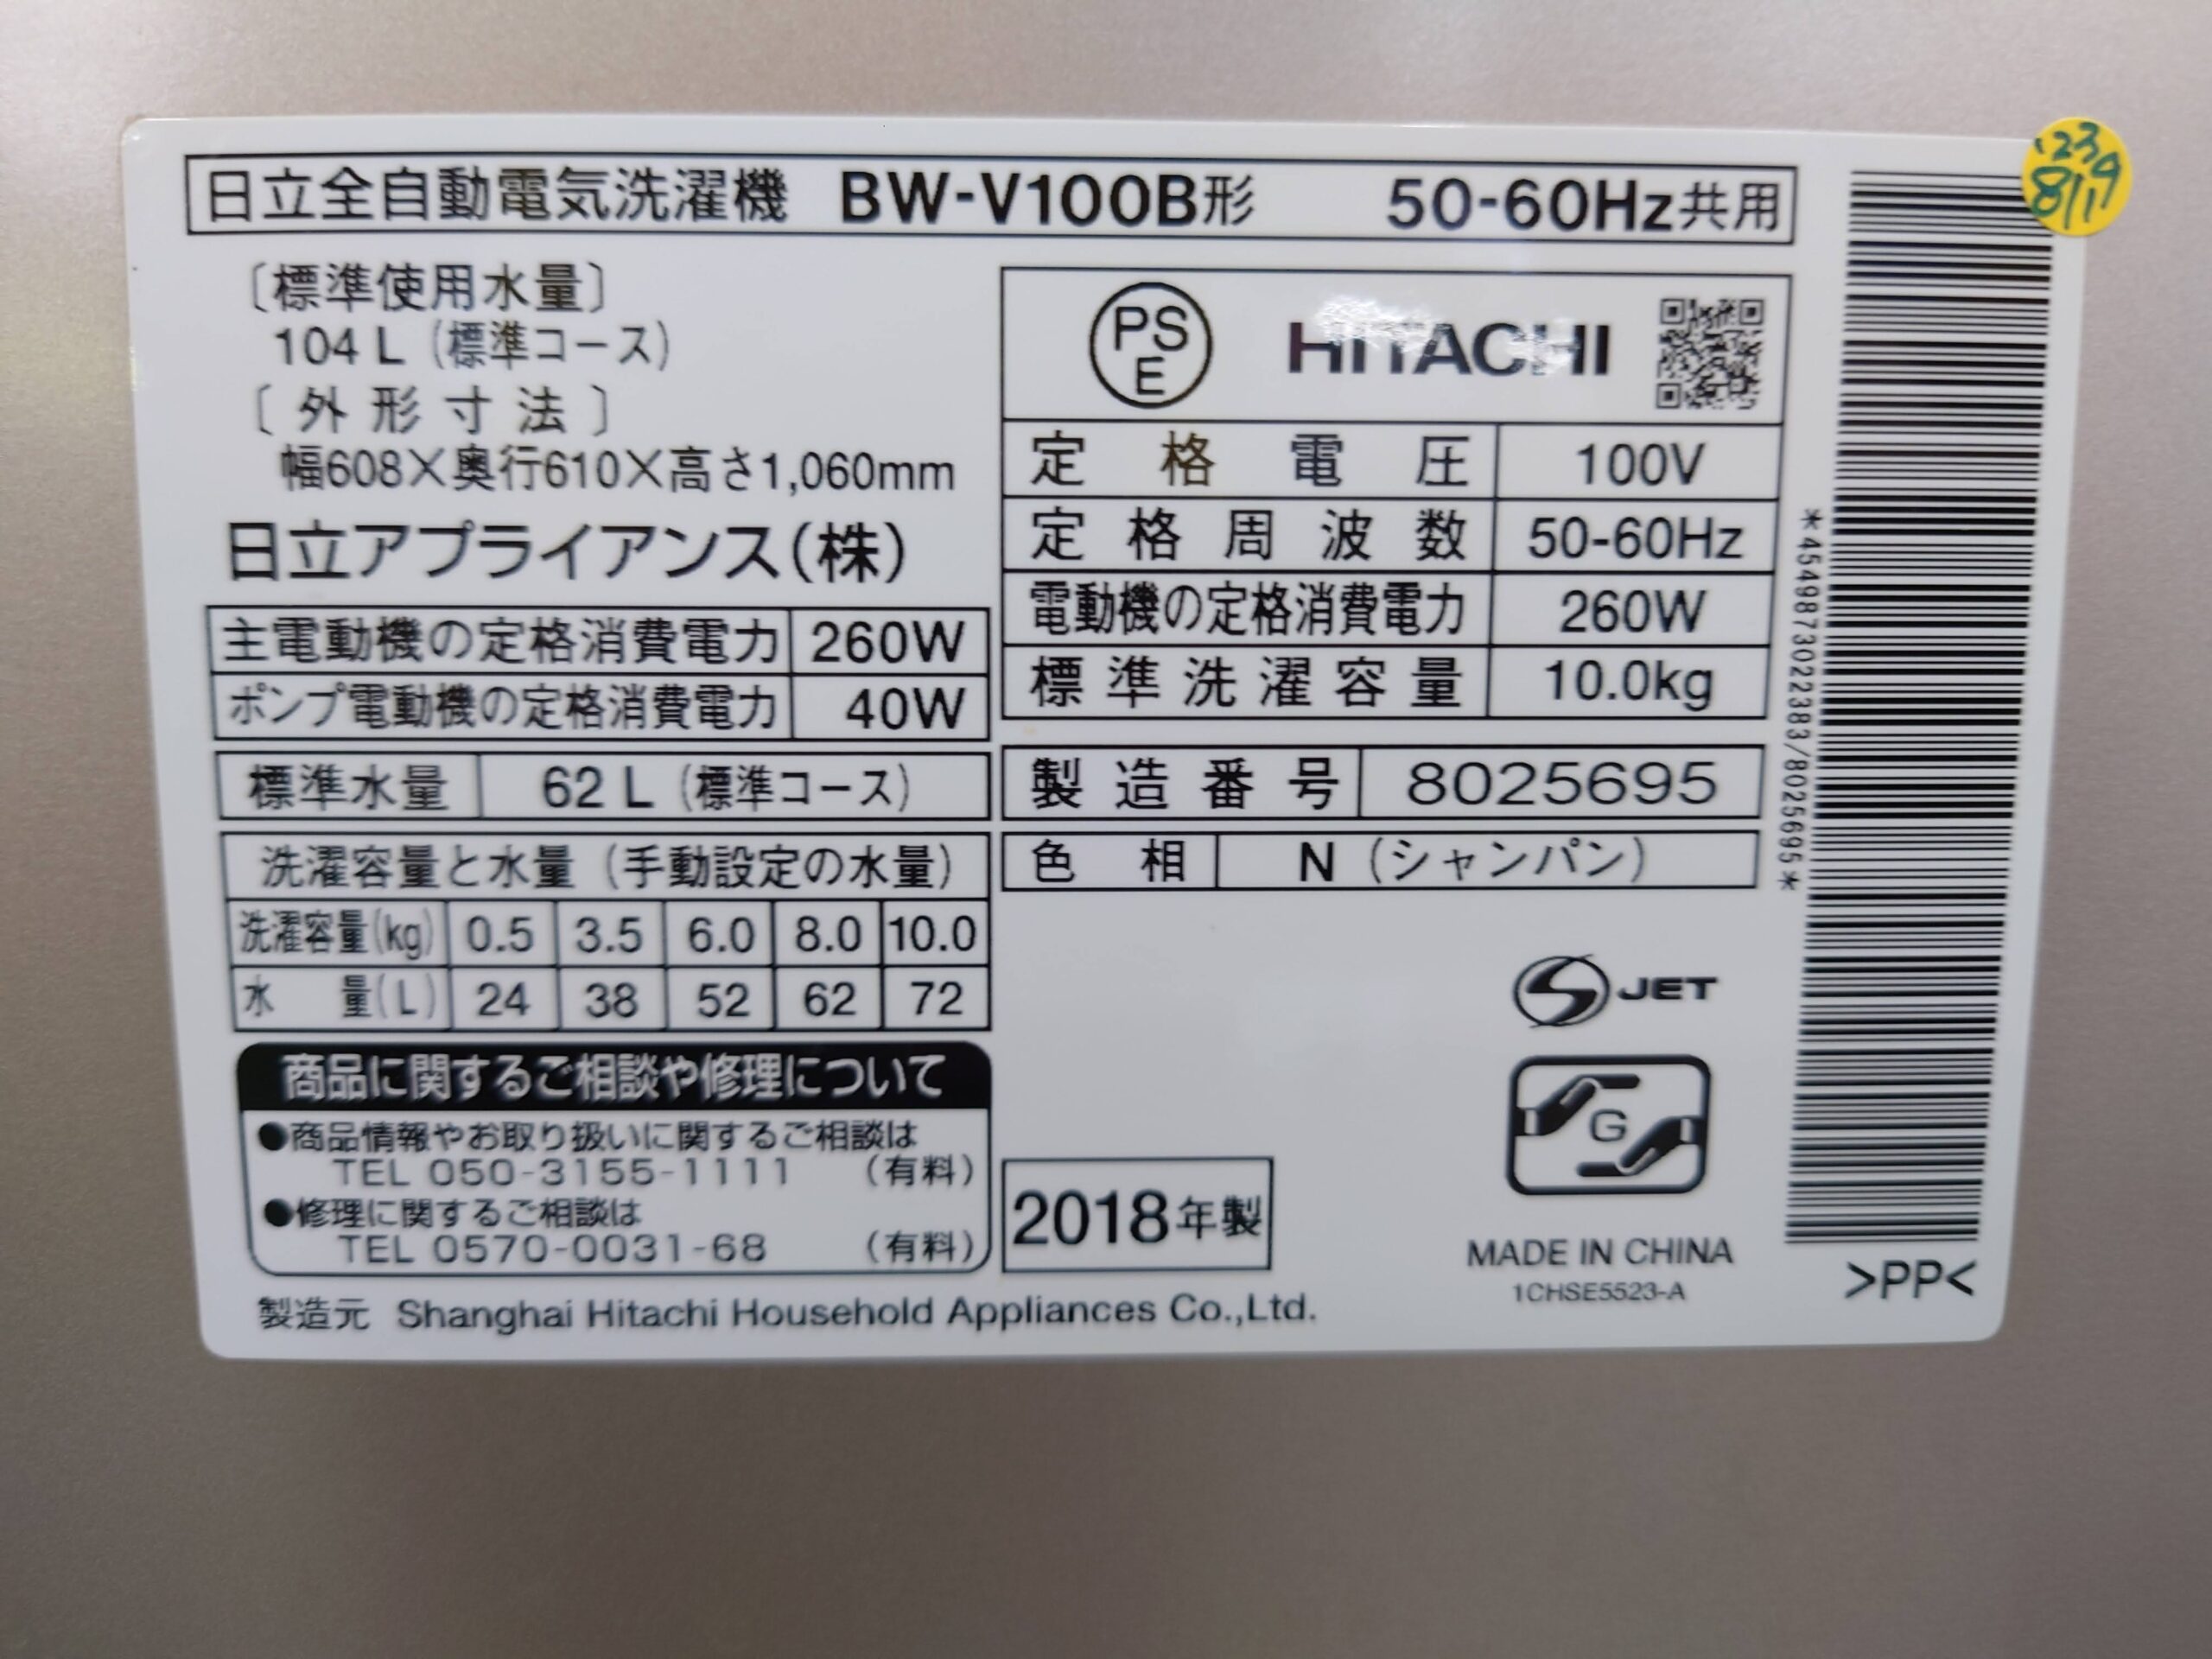 日立全自動電気洗濯機 BW-V100B形 50-60Hz共用
〔標準使用水量〕
104 L (標準コース)
〔外形寸法〕
幅608×奥行610×高さ1,060mm
日立アプライアンス(株)
主電動機の定格消費電力 260W
ポンプ電動機の定格消費電力 40W
標準水量 62 L (標準コース)
洗濯容量と水量 (手動設定の水量)
洗濯容量(kg) 0.5 3.5 6.0 8.0 10.0
水量(L) 24 38 52 62 72
商品に関するご相談や修理について
●商品情報やお取り扱いに関するご相談は
TEL 050-3155-1111 (有料)
●修理に関するご相談は
TEL 0570-0031-68 (有料)
製造元 Shanghai Hitachi Household Appliances Co.,Ltd.
PS
E
HITACHI
定格電圧 100V
定格周波数 50-60Hz
電動機の定格消費電力 260W
標準洗濯容量 10.0kg
製造番号 8025695
色相 N (シャンパン)
S JET
G
2018年製
MADE IN CHINA
1CHSE5523-A
*4549873022383/8025695*
>PP<
'23
8/19